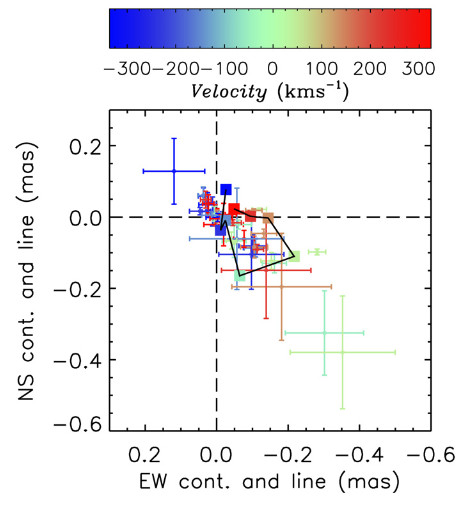 −300 −200 −100 0 100 200 300
Velocity (kms⁻¹)
NS cont. and line (mas)
0.2
0.0
−0.2
−0.4
−0.6
0.2 0.0 −0.2 −0.4 −0.6
EW cont. and line (mas)